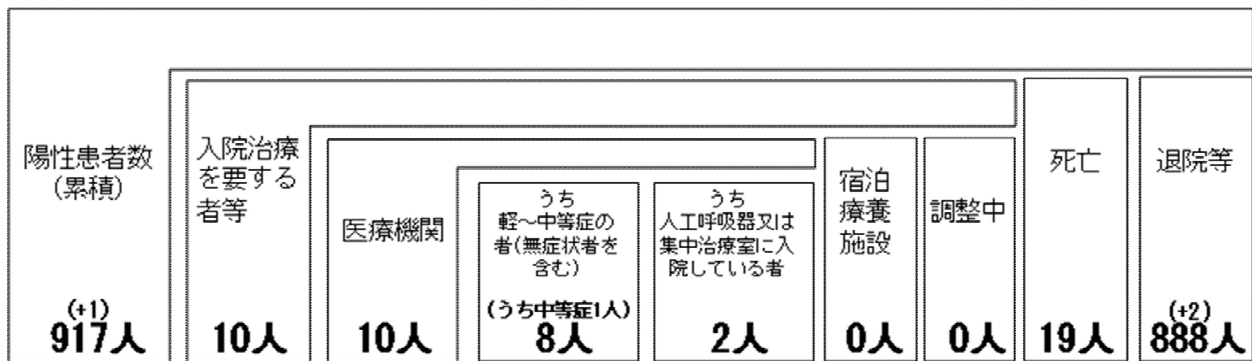 陽性患者数
(累積)
(+1)
917人
入院治療
を要する
者等
10人
医療機関
10人
うち
軽～中等症の
者(無症状者を
含む)
(うち中等症1人)
8人
うち
人工呼吸器又は
集中治療室に入
院している者
2人
宿泊
療養
施設
0人
調整中
0人
死亡
19人
退院等
(+2)
888人